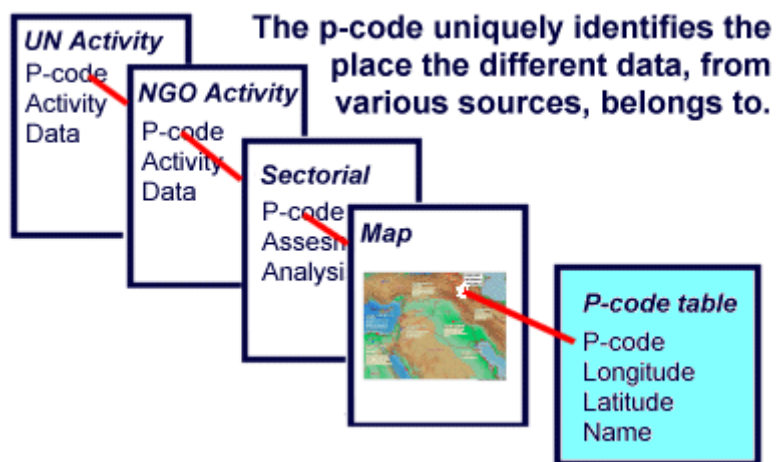 The p-code uniquely identifies the
place the different data, from
various sources, belongs to.
UN Activity
P-code
Activity
Data
NGO Activity
P-code
Activity
Data
Sectorial
P-code
Map
P-code table
P-code
Longitude
Latitude
Name